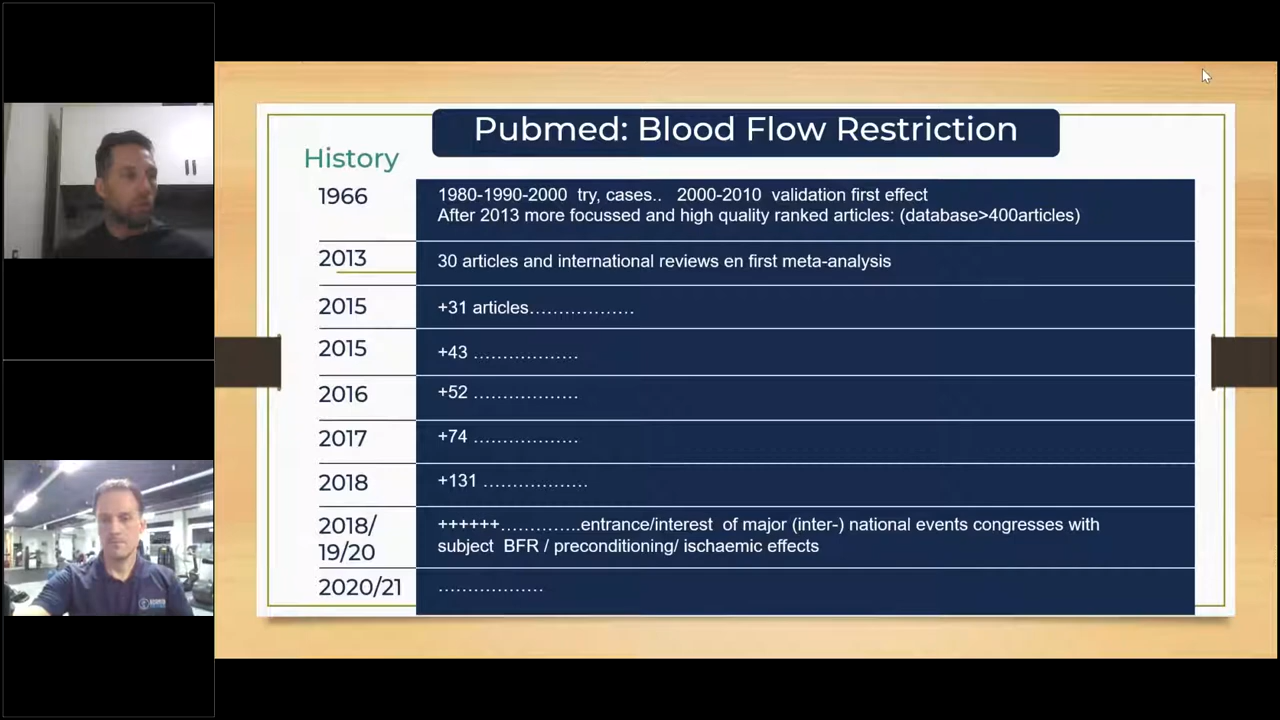 Pubmed: Blood Flow Restriction
History
1966
1980-1990-2000 try, cases.. 2000-2010 validation first effect
After 2013 more focussed and high quality ranked articles: (database>400articles)
2013
30 articles and international reviews en first meta-analysis
2015
+31 articles………………
2015
+43 ………………
2016
+52 ………………
2017
+74 ………………
2018
+131 ………………
2018/
19/20
++++++…………..entrance/interest of major (inter-) national events congresses with
subject BFR / preconditioning/ ischaemic effects
2020/21
………………